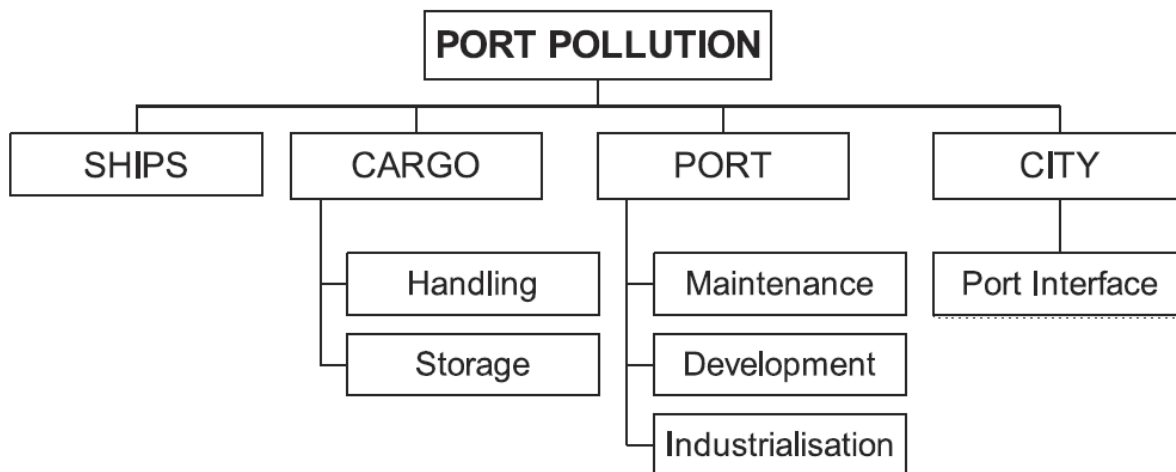 PORT POLLUTION
SHIPS
CARGO
PORT
CITY
Handling
Maintenance
Port Interface
Storage
Development
Industrialisation